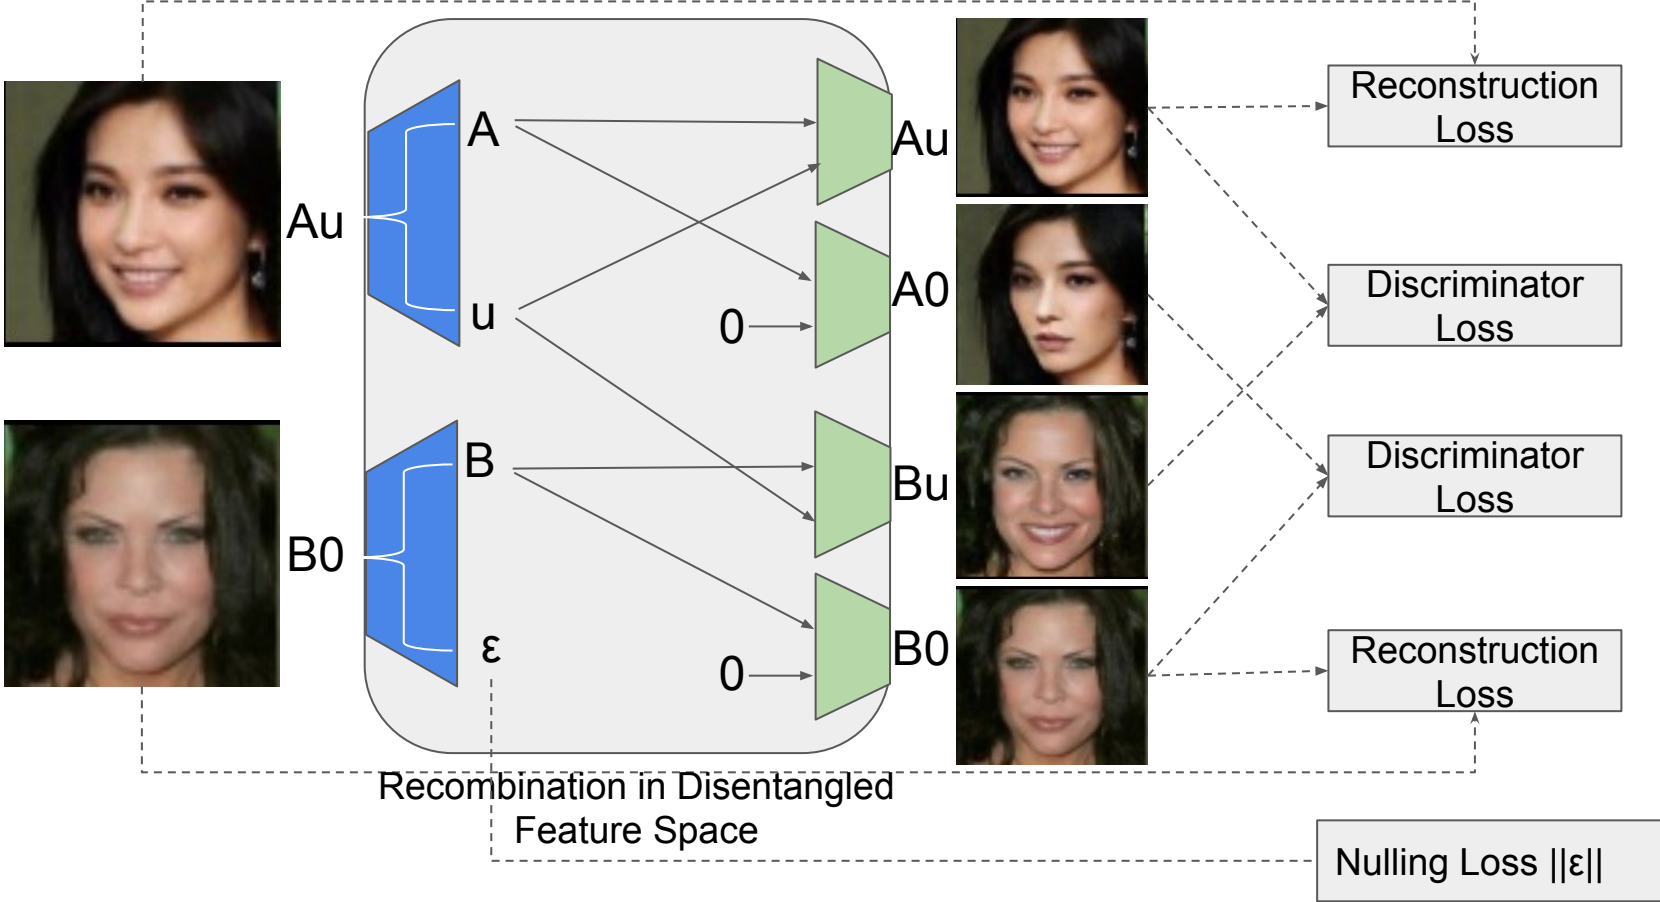 Au
B0
A
u
B
ε
0
0
Au
A0
Bu
B0
Recombination in Disentangled
Feature Space
Reconstruction
Loss
Discriminator
Loss
Discriminator
Loss
Reconstruction
Loss
Nulling Loss ||ε||